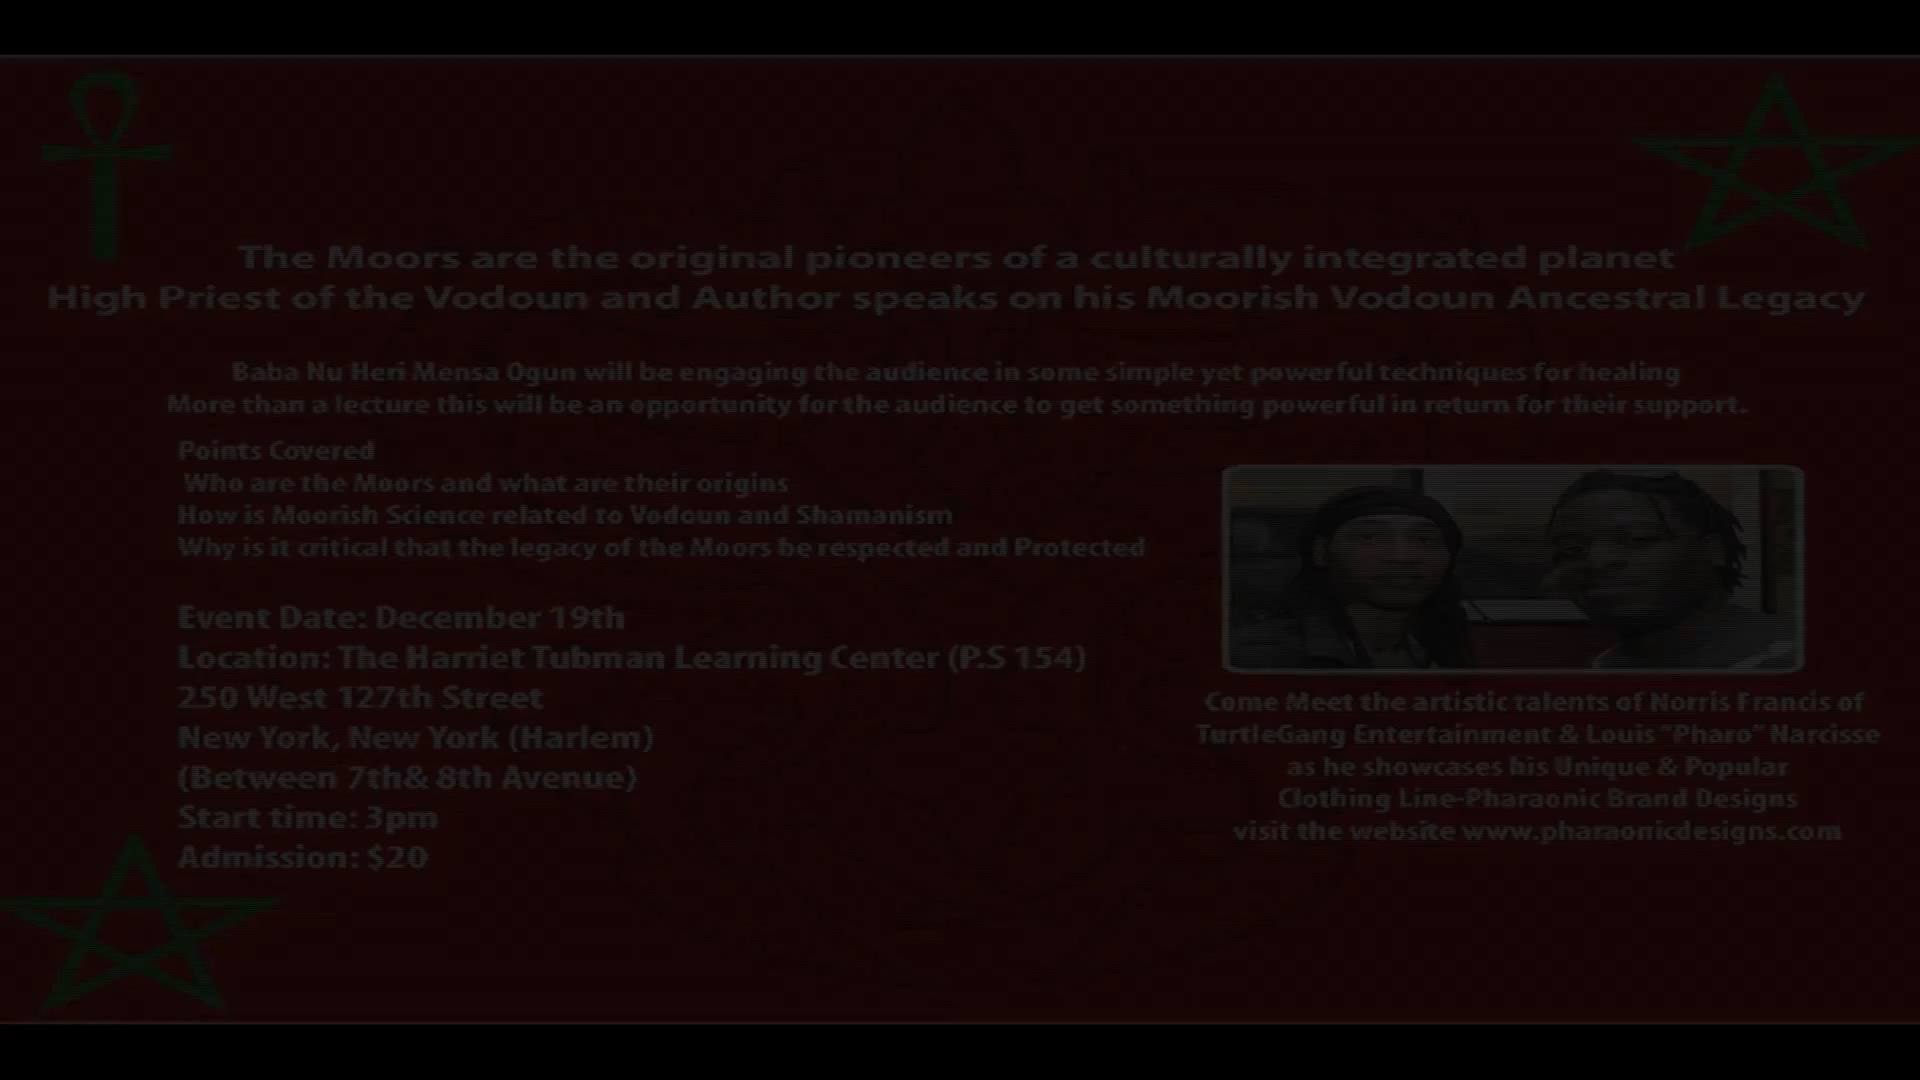 The Moors are the original pioneers of a culturally integrated planet
High Priest of the Vodoun and Author speaks on his Moorish Vodoun Ancestral Legacy
Baba Nu Heri Mensa Ogun will be engaging the audience in some simple yet powerful techniques for healing
More than a lecture this will be an opportunity for the audience to get something powerful in return for their support.
Points Covered
Who are the Moors and what are their origins
How is Moorish Science related to Vodoun and Shamanism
Why is it critical that the legacy of the Moors be respected and Protected
Event Date: December 19th
Location: The Harriet Tubman Learning Center (P.S 154)
250 West 127th Street
New York, New York (Harlem)
(Between 7th& 8th Avenue)
Start time: 3pm
Admission: $20
Come Meet the artistic talents of Norris Francis of
TurtleGang Entertainment & Louis "Pharo" Narcisse
as he showcases his Unique & Popular
Clothing Line-Pharaonic Brand Designs
visit the website www.pharaonicdesigns.com